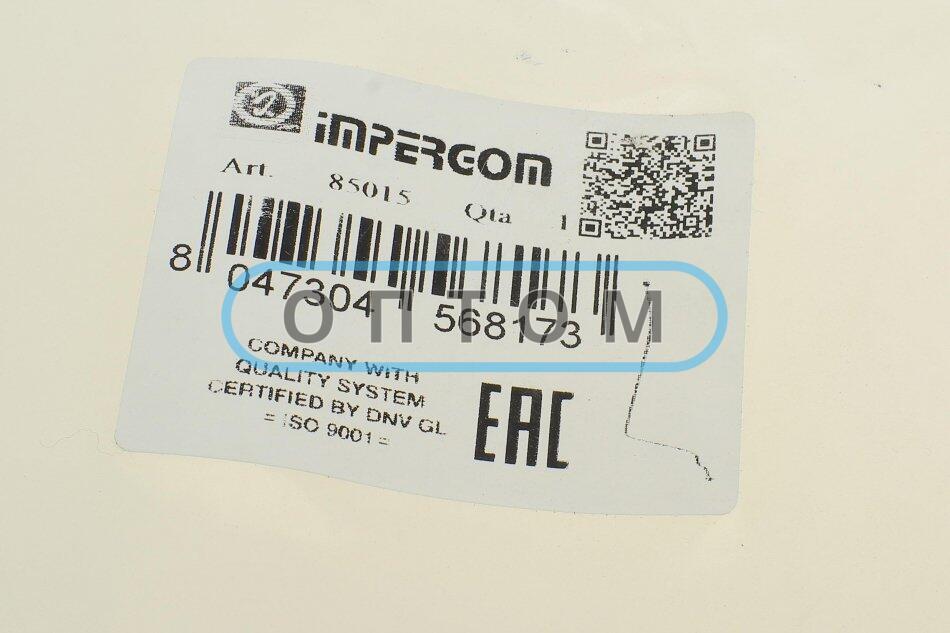 IMPERGOM
Art. 85015 Qta 1
8 047304 568173
ОПТОМ
COMPANY WITH
QUALITY SYSTEM
CERTIFIED BY DNV GL
= ISO 9001 =
EAC